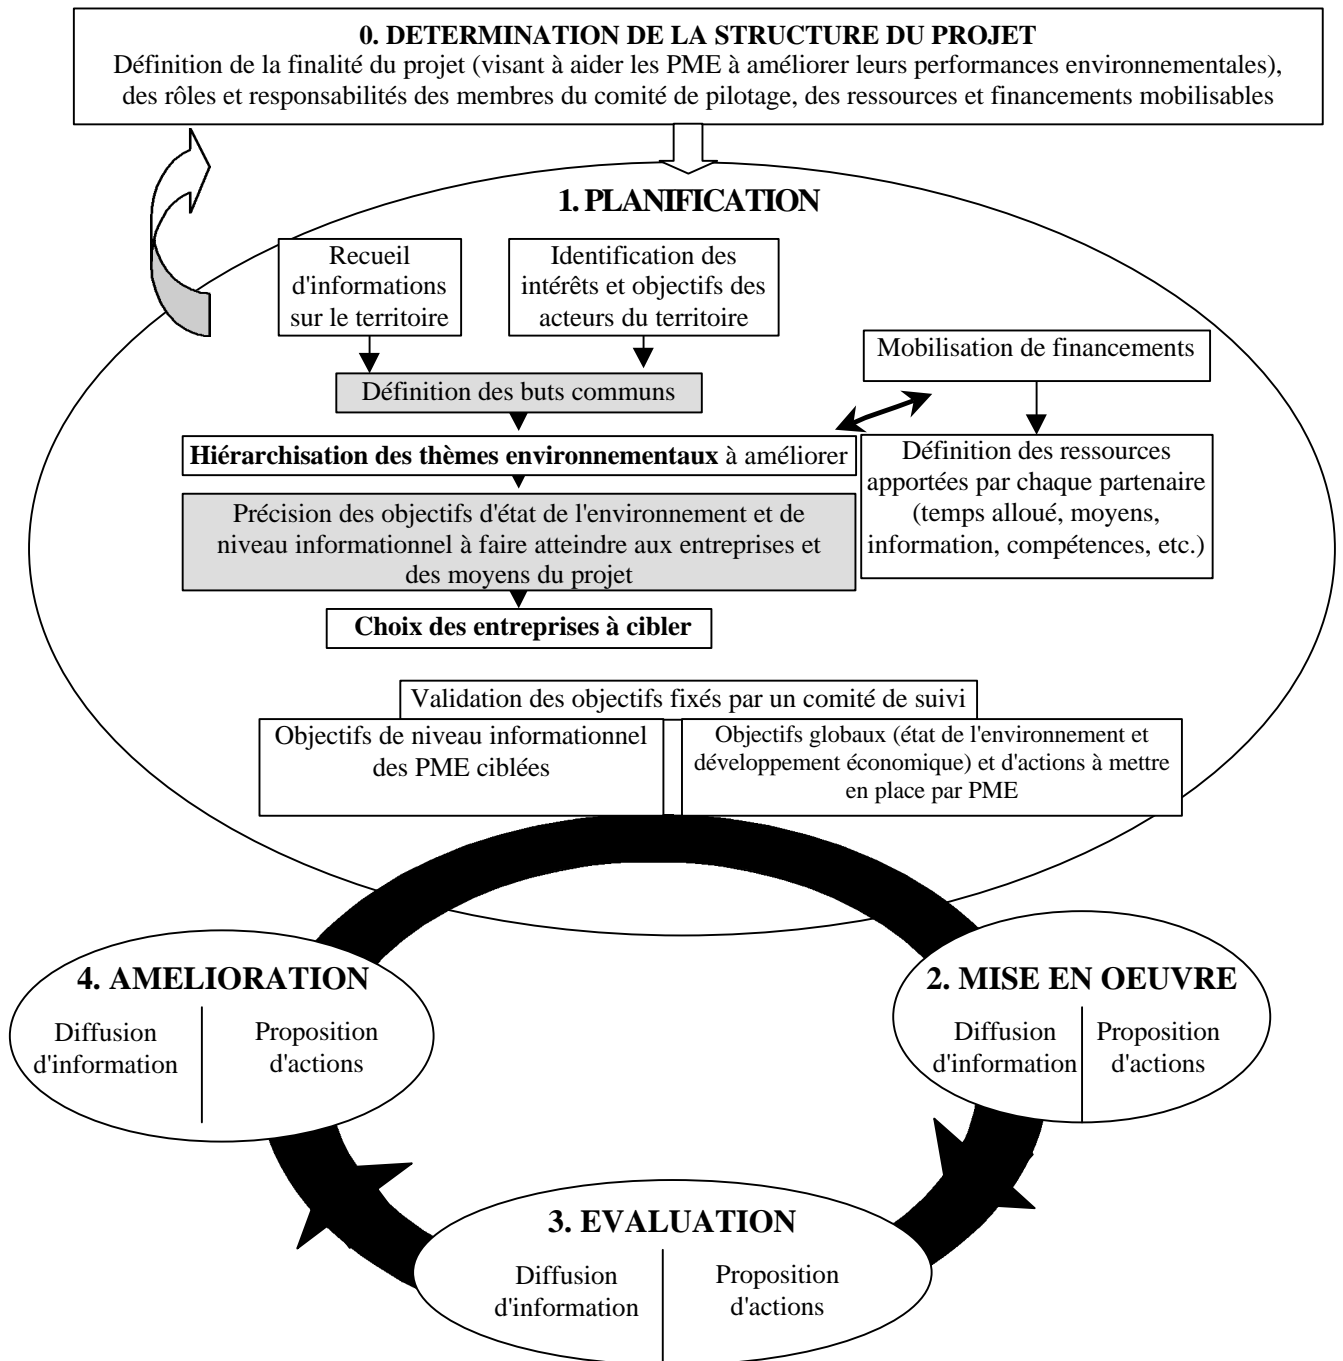 0. DETERMINATION DE LA STRUCTURE DU PROJET
Définition de la finalité du projet (visant à aider les PME à améliorer leurs performances environnementales),
des rôles et responsabilités des membres du comité de pilotage, des ressources et financements mobilisables
1. PLANIFICATION
Recueil
d'informations
sur le territoire
Identification des
intérêts et objectifs des
acteurs du territoire
Mobilisation de financements
Définition des buts communs
Hiérarchisation des thèmes environnementaux à améliorer
Définition des ressources
apportées par chaque partenaire
(temps alloué, moyens,
information, compétences, etc.)
Précision des objectifs d'état de l'environnement et de
niveau informationnel à faire atteindre aux entreprises et
des moyens du projet
Choix des entreprises à cibler
Validation des objectifs fixés par un comité de suivi
Objectifs de niveau informationnel
des PME ciblées
Objectifs globaux (état de l'environnement et
développement économique) et d'actions à mettre
en place par PME
4. AMELIORATION
Diffusion
d'information
Proposition
d'actions
2. MISE EN OEUVRE
Diffusion
d'information
Proposition
d'actions
3. EVALUATION
Diffusion
d'information
Proposition
d'actions